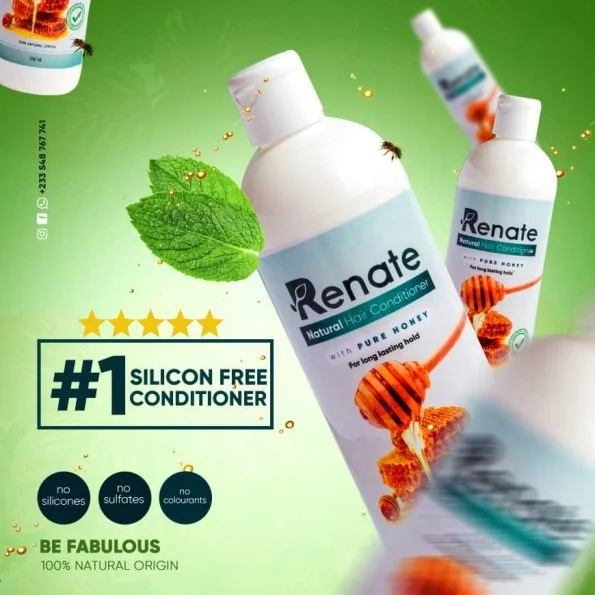 100% NATURAL ORIGIN
+233 548 767 741
Renate
Natural Hair Conditioner
with PURE HONEY
For long lasting hold
Renate
Natural Hair Conditioner
with PURE HONEY
For long lasting hold
#1 SILICON FREE
CONDITIONER
no
silicones
no
sulfates
no
colourants
BE FABULOUS
100% NATURAL ORIGIN